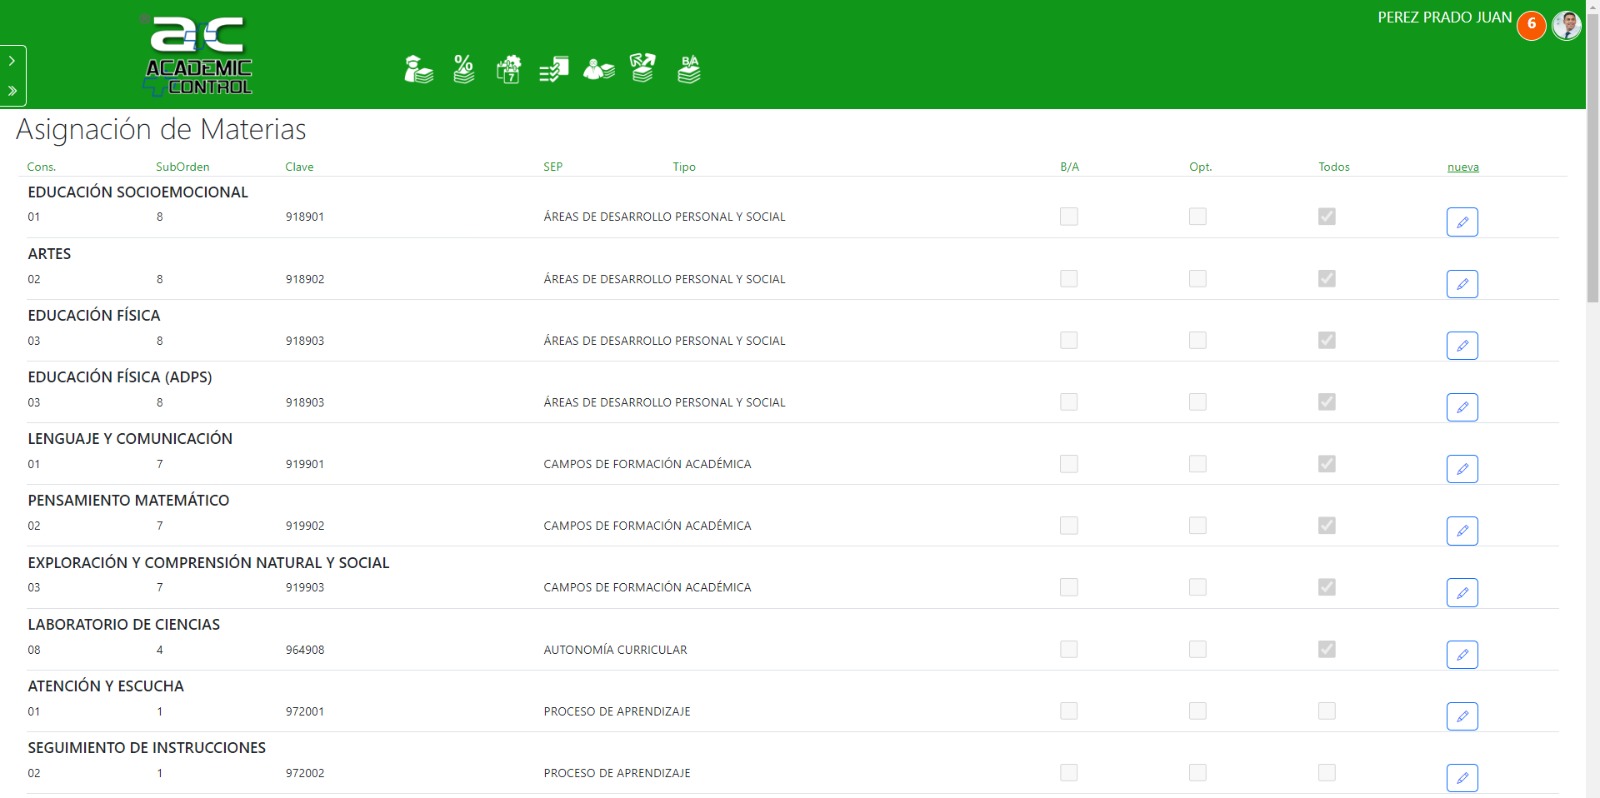 PEREZ PRADO JUAN 6
ac
ACADEMIC
CONTROL
% 7 BA
Asignación de Materias
Cons. SubOrden Clave SEP Tipo B/A Opt. Todos nueva
EDUCACIÓN SOCIOEMOCIONAL
01 8 918901 ÁREAS DE DESARROLLO PERSONAL Y SOCIAL
ARTES
02 8 918902 ÁREAS DE DESARROLLO PERSONAL Y SOCIAL
EDUCACIÓN FÍSICA
03 8 918903 ÁREAS DE DESARROLLO PERSONAL Y SOCIAL
EDUCACIÓN FÍSICA (ADPS)
03 8 918903 ÁREAS DE DESARROLLO PERSONAL Y SOCIAL
LENGUAJE Y COMUNICACIÓN
01 7 919901 CAMPOS DE FORMACIÓN ACADÉMICA
PENSAMIENTO MATEMÁTICO
02 7 919902 CAMPOS DE FORMACIÓN ACADÉMICA
EXPLORACIÓN Y COMPRENSIÓN NATURAL Y SOCIAL
03 7 919903 CAMPOS DE FORMACIÓN ACADÉMICA
LABORATORIO DE CIENCIAS
08 4 964908 AUTONOMÍA CURRICULAR
ATENCIÓN Y ESCUCHA
01 1 972001 PROCESO DE APRENDIZAJE
SEGUIMIENTO DE INSTRUCCIONES
02 1 972002 PROCESO DE APRENDIZAJE